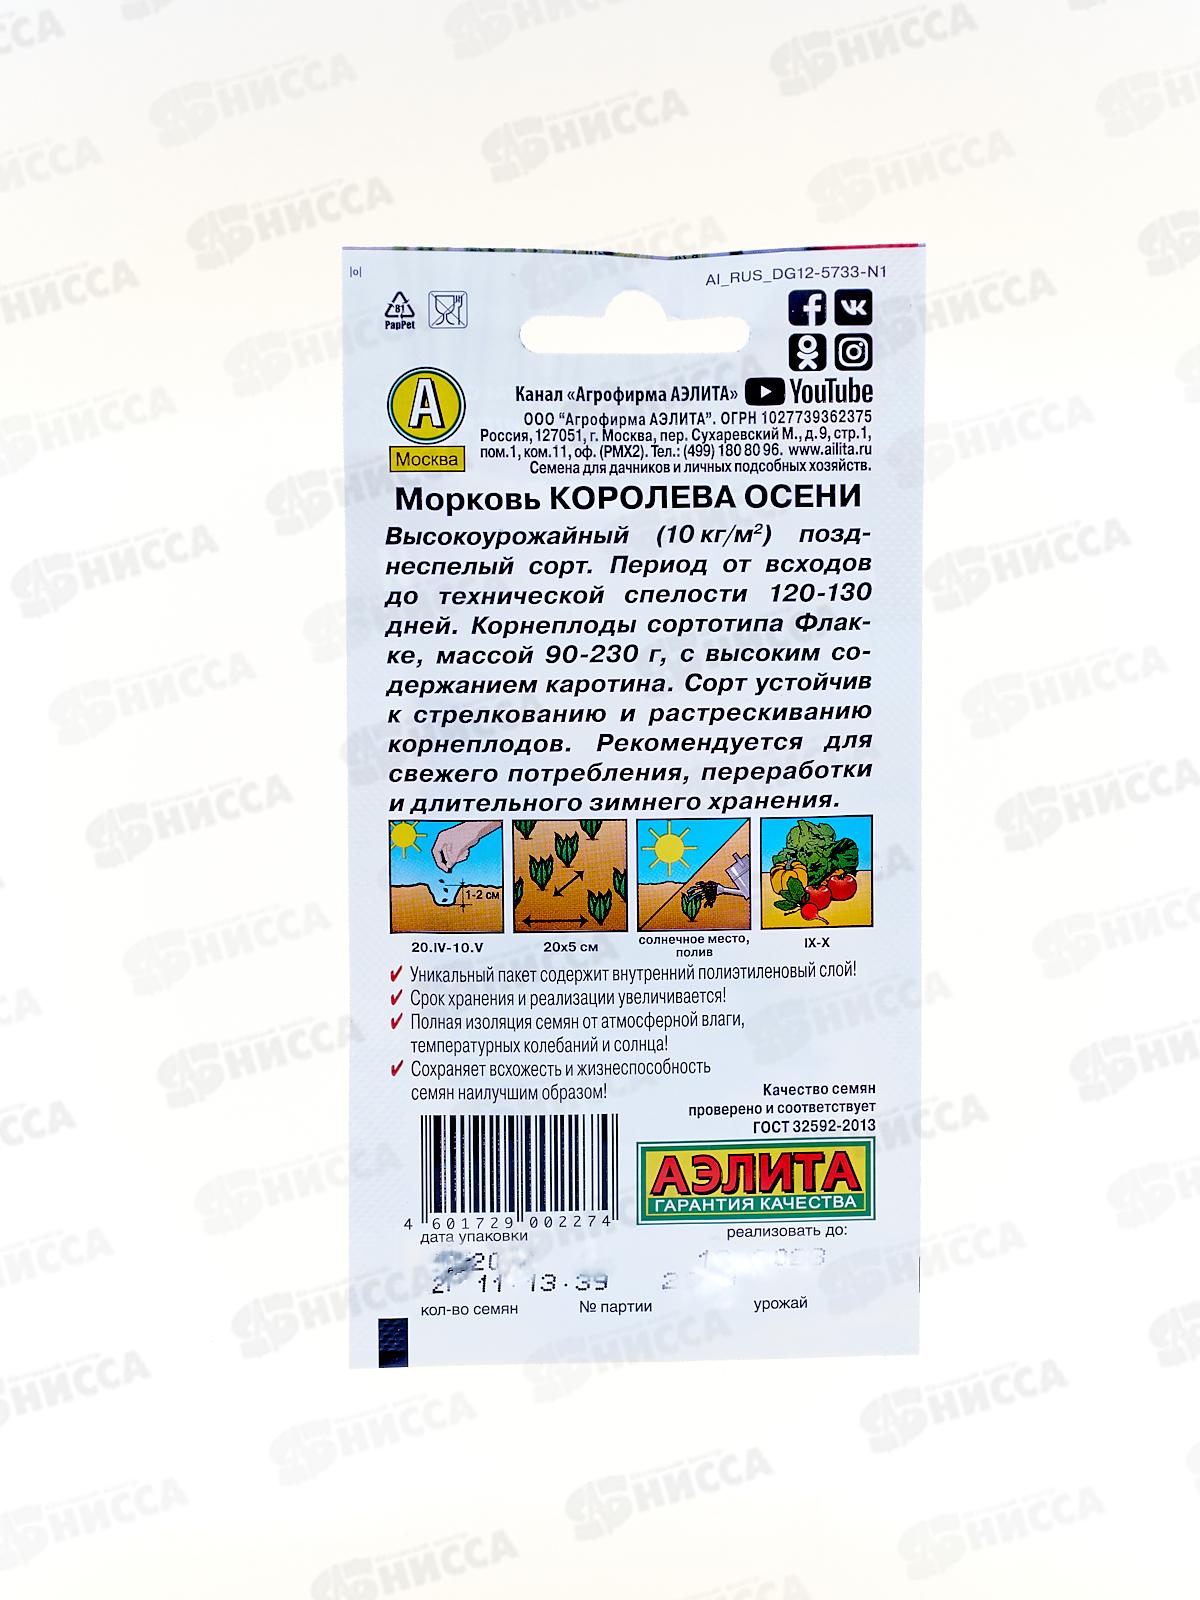 AI_RUS_DG12-5733-N1
81
PapPet
А
Москва
Канал «Агрофирма АЭЛИТА» YouTube
ООО "Агрофирма АЭЛИТА". ОГРН 1027739362375
Россия, 127051, г. Москва, пер. Сухаревский М., д. 9, стр.1,
пом.1, ком.11, оф. (РМХ2). Тел.: (499) 180 80 96. www.ailita.ru
Семена для дачников и личных подсобных хозяйств.
Морковь КОРОЛЕВА ОСЕНИ
Высокоурожайный (10 кг/м²) позд-
неспелый сорт. Период от всходов
до технической спелости 120-130
дней. Корнеплоды сортотипа Флак-
ке, массой 90-230 г, с высоким со-
держанием каротина. Сорт устойчив
к стрелкованию и растрескиванию
корнеплодов. Рекомендуется для
свежего потребления, переработки
и длительного зимнего хранения.
1-2 см
20.IV-10.V
20х5 см
солнечное место,
полив
IX-X
Уникальный пакет содержит внутренний полиэтиленовый слой!
Срок хранения и реализации увеличивается!
Полная изоляция семян от атмосферной влаги,
температурных колебаний и солнца!
Сохраняет всхожесть и жизнеспособность
семян наилучшим образом!
Качество семян
проверено и соответствует
ГОСТ 32592-2013
АЭЛИТА
ГАРАНТИЯ КАЧЕСТВА
4 601729 002274
дата упаковки
реализовать до:
11·13·39
кол-во семян
№ партии
урожай
НИССА